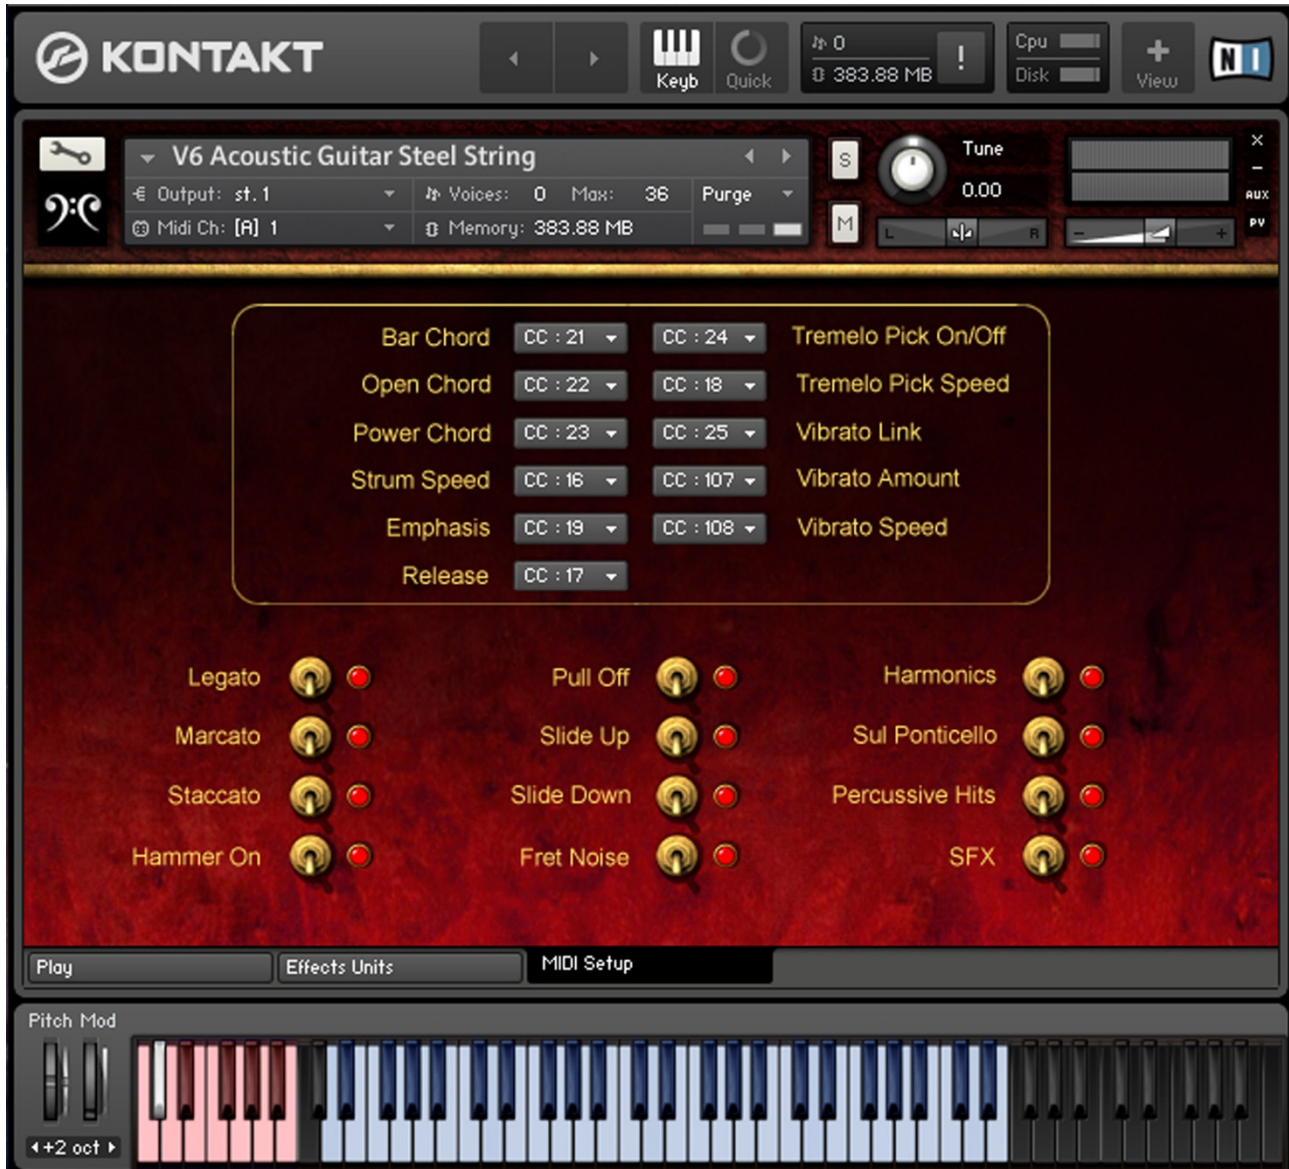 KONTAKT
Keyb
Quick
0
383.88 MB
!
Cpu
Disk
View
NI
V6 Acoustic Guitar Steel String
Output: st. 1
Voices: 0 Max: 36
Purge
Midi Ch: [A] 1
Memory: 383.88 MB
S
M
Tune
0.00
L
R
-
+
X
-
AUX
PV
Bar Chord CC : 21 CC : 24 Tremelo Pick On/Off
Open Chord CC : 22 CC : 18 Tremelo Pick Speed
Power Chord CC : 23 CC : 25 Vibrato Link
Strum Speed CC : 16 CC : 107 Vibrato Amount
Emphasis CC : 19 CC : 108 Vibrato Speed
Release CC : 17
Legato Pull Off Harmonics
Marcato Slide Up Sul Ponticello
Staccato Slide Down Percussive Hits
Hammer On Fret Noise SFX
Play Effects Units MIDI Setup
Pitch Mod
+2 oct